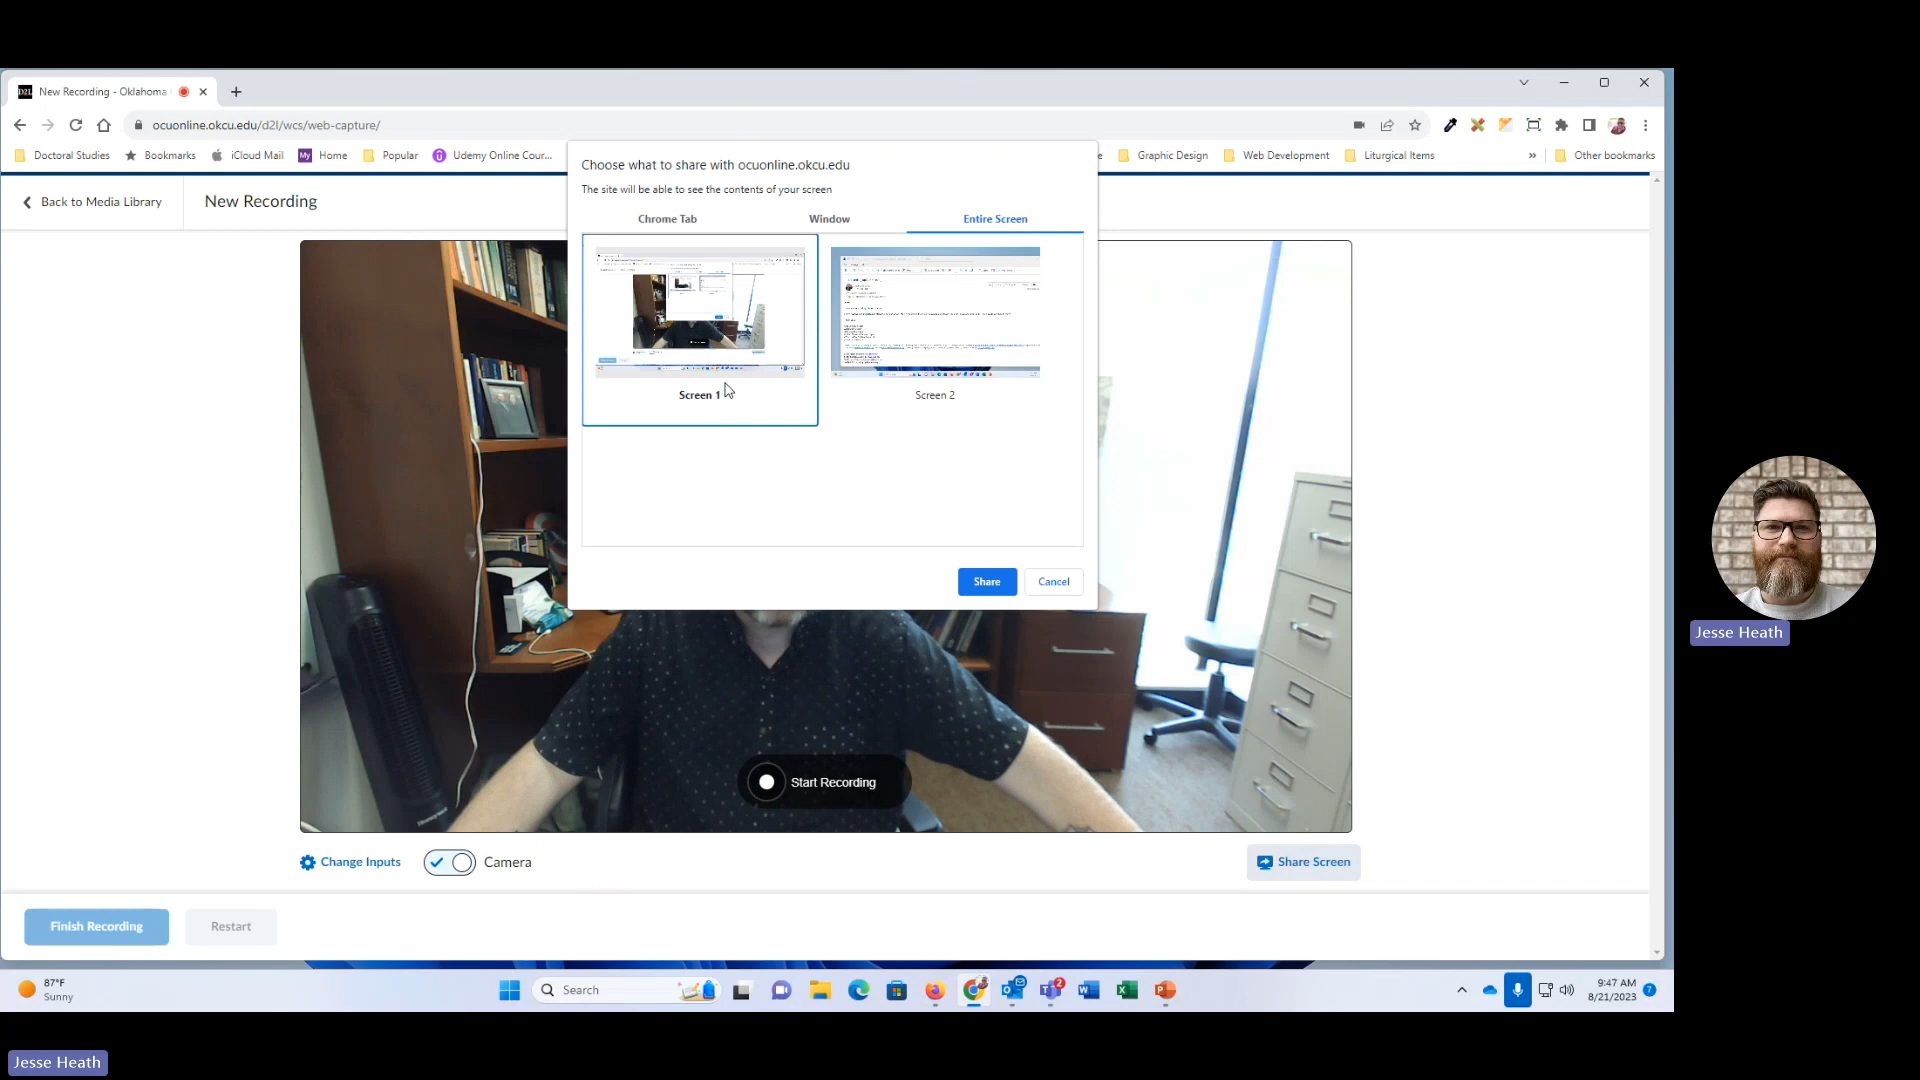 D2L New Recording - Oklahoma
ocuonline.okcu.edu/d2l/wcs/web-capture/
Doctoral Studies Bookmarks iCloud Mail My Home Popular Udemy Online Cour... e Graphic Design Web Development Liturgical Items » Other bookmarks
Back to Media Library New Recording
Choose what to share with ocuonline.okcu.edu
The site will be able to see the contents of your screen
Chrome Tab Window Entire Screen
Screen 1 Screen 2
Share Cancel
Start Recording
Change Inputs Camera Share Screen
Finish Recording Restart
Jesse Heath
87°F
Sunny
Search
2
9:47 AM
8/21/2023
7
Jesse Heath